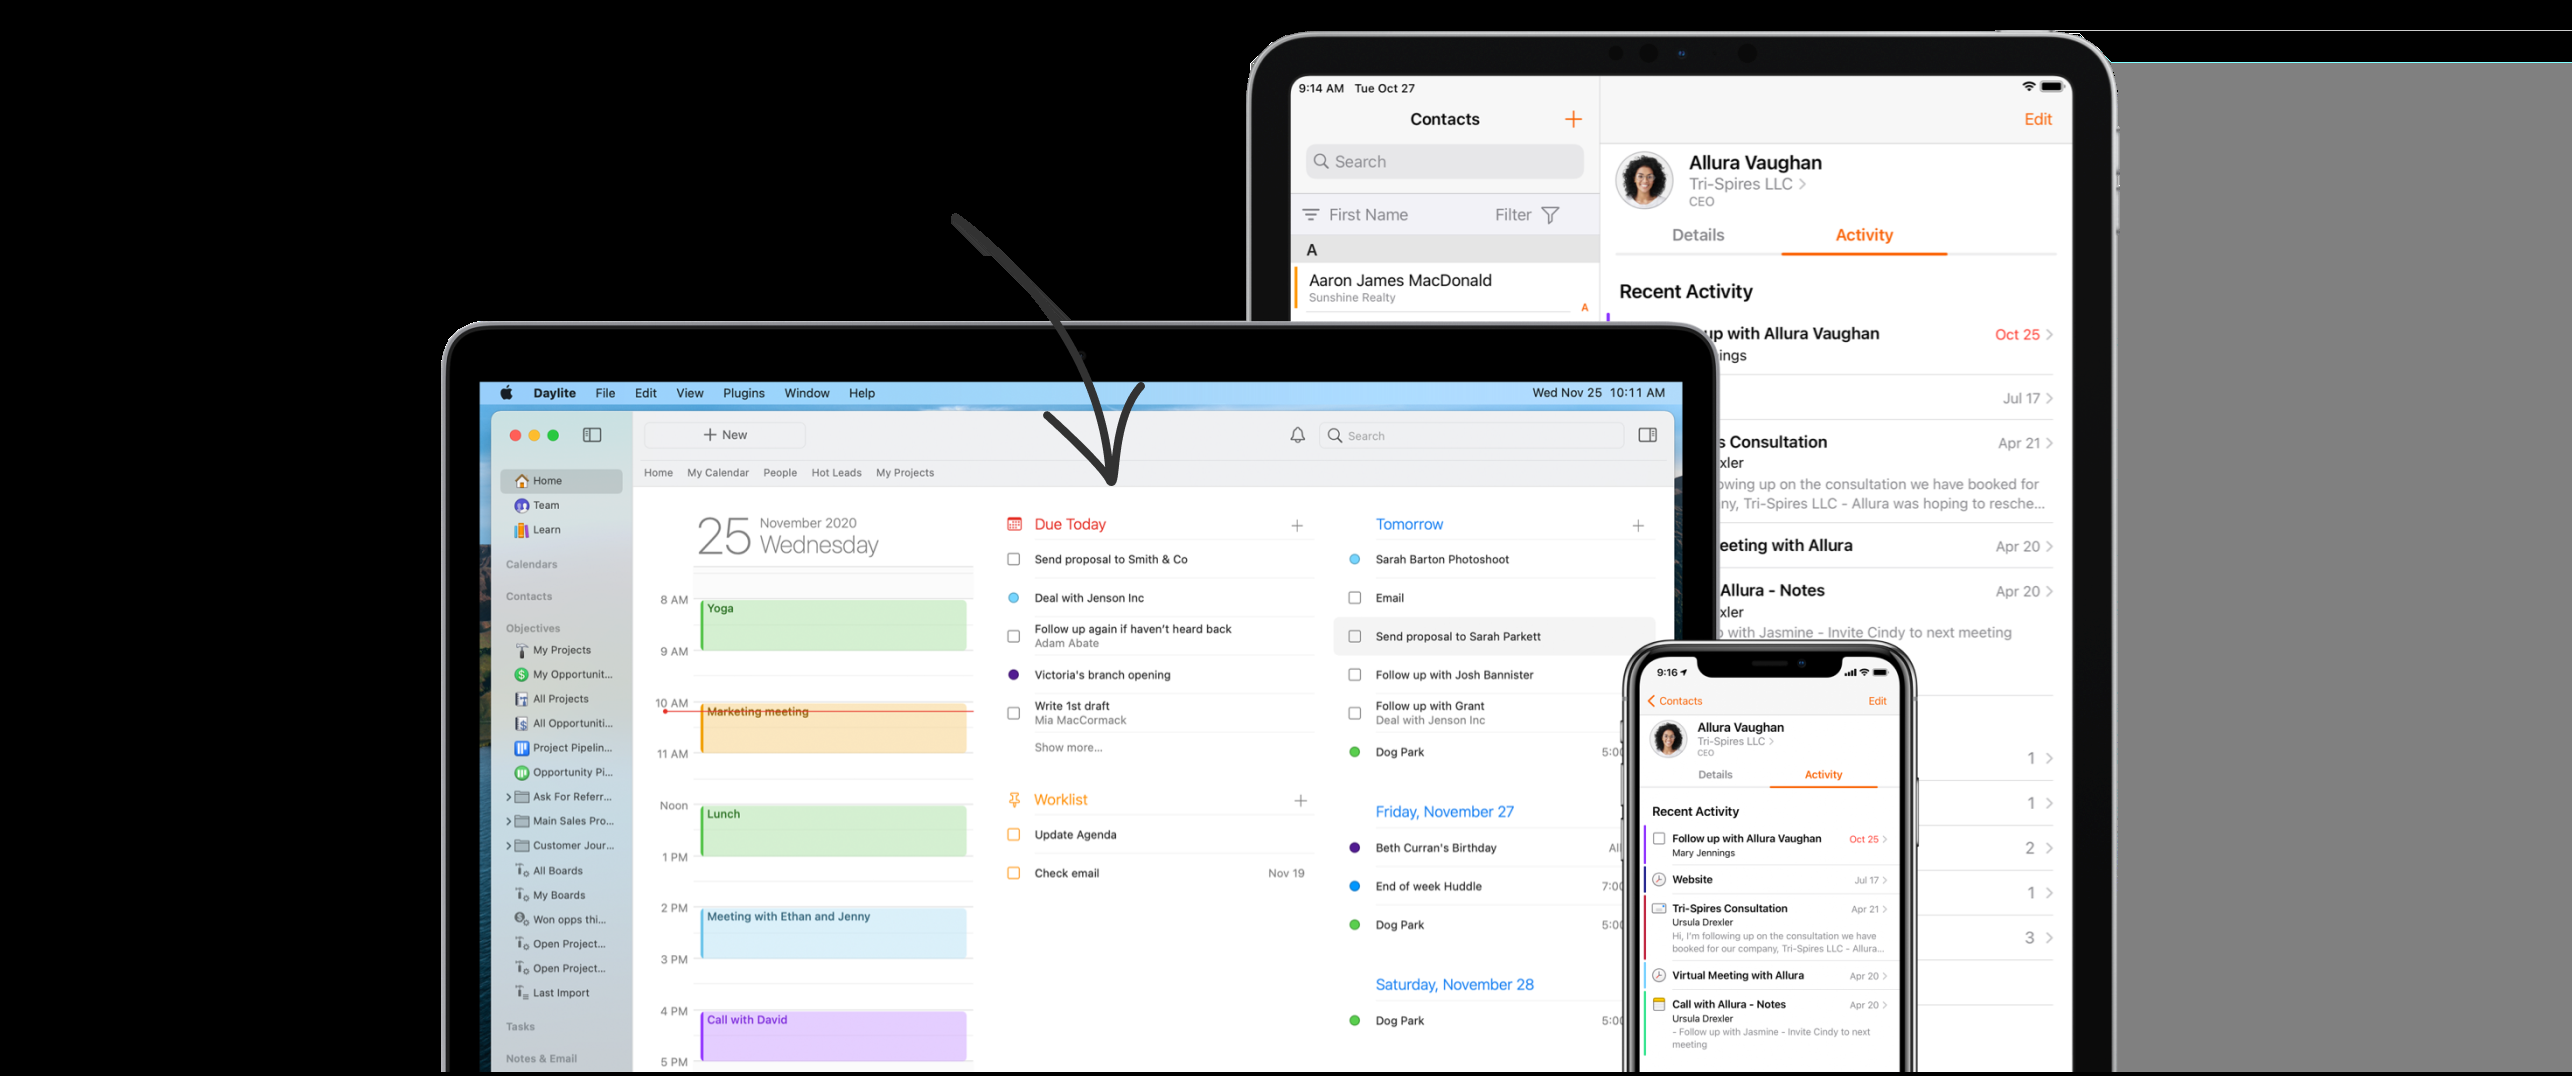 9:14 AM Tue Oct 27
Contacts
Edit
Search
First Name Filter
A
Aaron James MacDonald
Sunshine Realty
A
Allura Vaughan
Tri-Spires LLC
CEO
Details Activity
Recent Activity
up with Allura Vaughan Oct 25
ings
Jul 17
s Consultation Apr 21
xler
owing up on the consultation we have booked for
ny, Tri-Spires LLC - Allura was hoping to resche...
eeting with Allura Apr 20
Allura - Notes Apr 20
xler
with Jasmine - Invite Cindy to next meeting
1
1
2
1
3
Daylite File Edit View Plugins Window Help Wed Nov 25 10:11 AM
+ New
Search
Home My Calendar People Hot Leads My Projects
Home
Team
Learn
Calendars
Contacts
Objectives
My Projects
My Opportunit...
All Projects
All Opportuniti...
Project Pipelin...
Opportunity Pi...
Ask For Referr...
Main Sales Pro...
Customer Jour...
All Boards
My Boards
Won opps thi...
Open Project...
Open Project...
Last Import
Tasks
Notes & Email
25 November 2020
Wednesday
8 AM
Yoga
9 AM
10 AM
Marketing meeting
11 AM
Noon
Lunch
1 PM
2 PM
Meeting with Ethan and Jenny
3 PM
4 PM
Call with David
5 PM
Due Today
Send proposal to Smith & Co
Deal with Jenson Inc
Follow up again if haven't heard back
Adam Abate
Victoria's branch opening
Write 1st draft
Mia MacCormack
Show more...
Worklist
Update Agenda
Check email Nov 19
Tomorrow
Sarah Barton Photoshoot
Email
Send proposal to Sarah Parkett
Follow up with Josh Bannister
Follow up with Grant
Deal with Jenson Inc
Dog Park 5:00
Friday, November 27
Beth Curran's Birthday All
End of week Huddle 7:00
Dog Park 5:00
Saturday, November 28
Dog Park 5:00
9:16
Contacts Edit
Allura Vaughan
Tri-Spires LLC
CEO
Details Activity
Recent Activity
Follow up with Allura Vaughan Oct 25
Mary Jennings
Website Jul 17
Tri-Spires Consultation Apr 21
Ursula Drexler
Hi, I'm following up on the consultation we have
booked for our company, Tri-Spires LLC - Allura...
Virtual Meeting with Allura Apr 20
Call with Allura - Notes Apr 20
Ursula Drexler
- Follow up with Jasmine - Invite Cindy to next
meeting